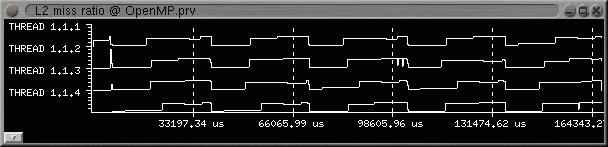 L2 miss ratio @ OpenMP.prv
THREAD 1.1.1
THREAD 1.1.2
THREAD 1.1.3
THREAD 1.1.4
33197.34 us 66065.99 us 98605.96 us 131474.62 us 164343.27